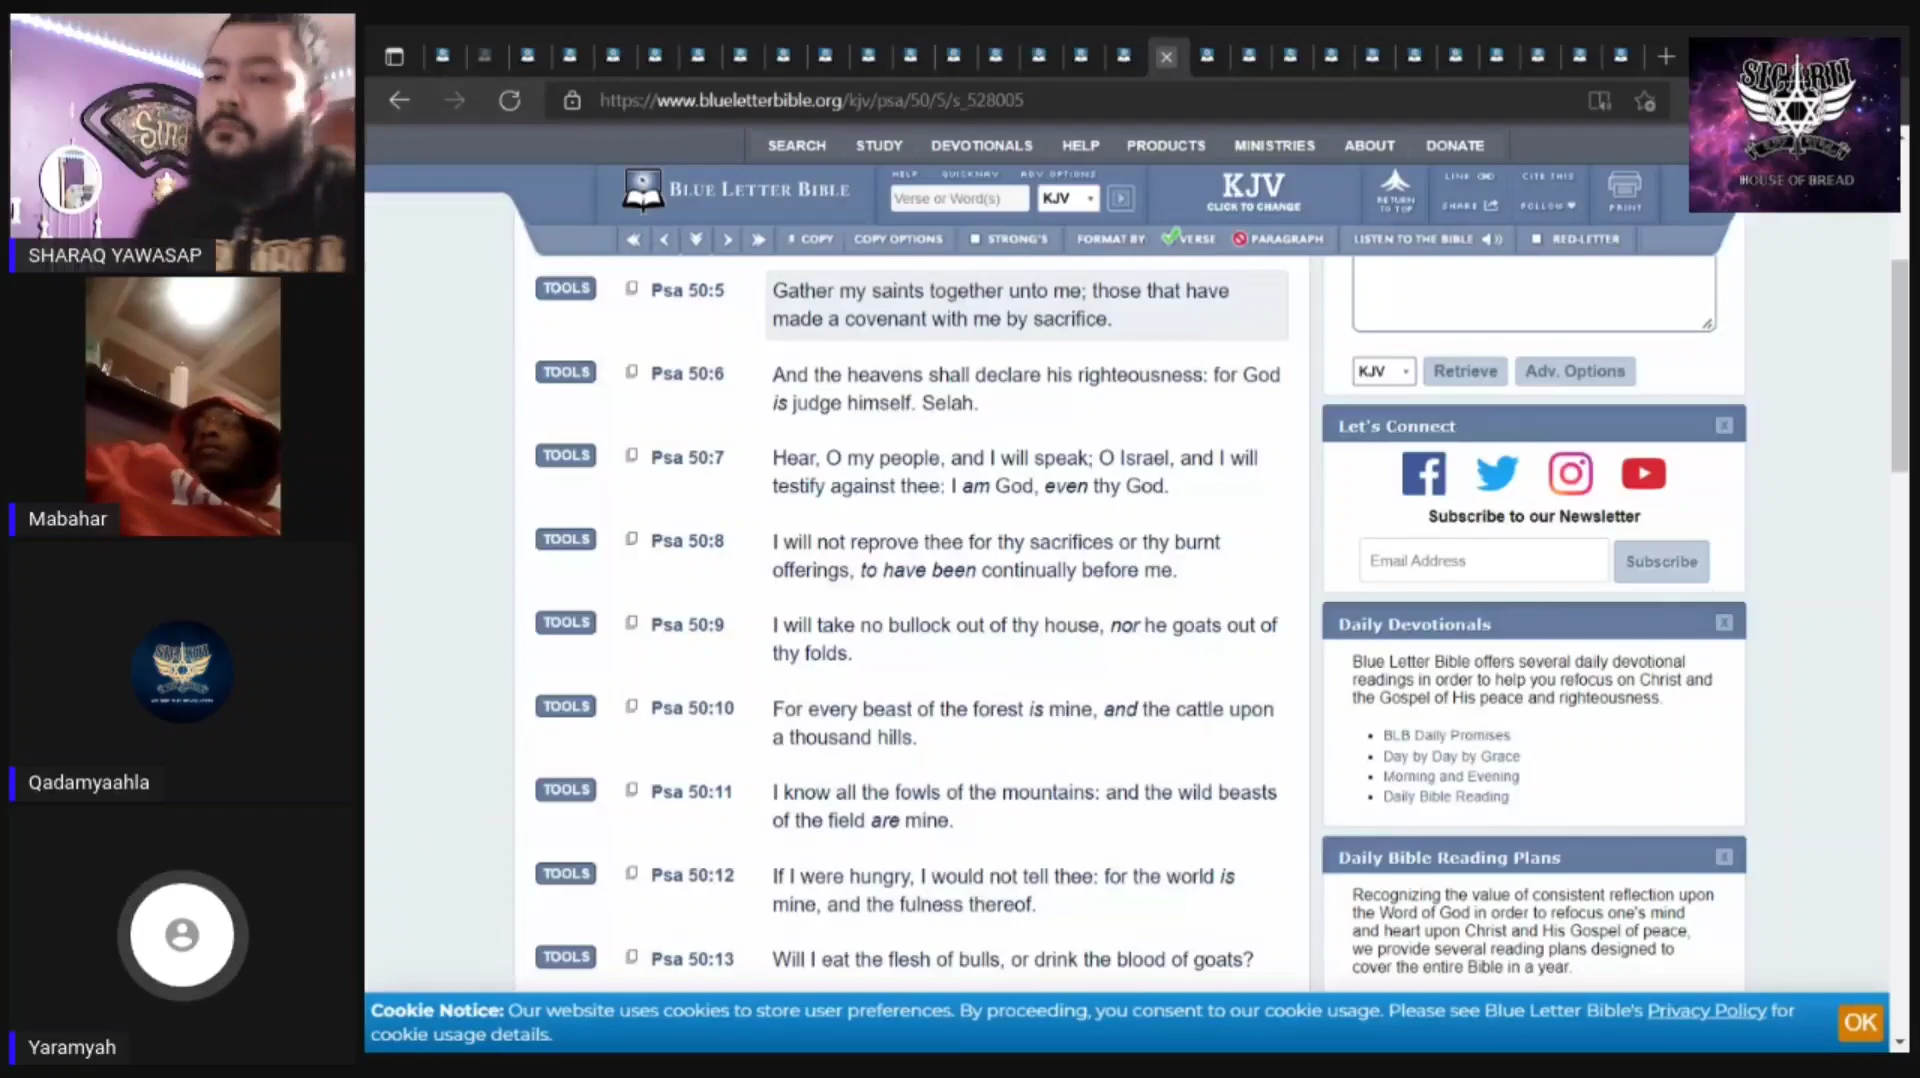 https://www.blueletterbible.org/kjv/psa/50/5/s_528005
SICARII
HOUSE OF BREAD
SHARAQ YAWASAP
Mabahar
Qadamyaahla
Yaramyah
SEARCH STUDY DEVOTIONALS HELP PRODUCTS MINISTRIES ABOUT DONATE
HELP QUICKNAV ADV. OPTIONS
BLUE LETTER BIBLE
Verse or Word(s)
KJV
KJV
CLICK TO CHANGE
RETURN
TO TOP
LINK
CITE THIS
SHARE
FOLLOW
PRINT
COPY COPY OPTIONS STRONG'S FORMAT BY VERSE PARAGRAPH LISTEN TO THE BIBLE RED-LETTER
TOOLS Psa 50:5 Gather my saints together unto me; those that have
made a covenant with me by sacrifice.
TOOLS Psa 50:6 And the heavens shall declare his righteousness: for God
is judge himself. Selah.
TOOLS Psa 50:7 Hear, O my people, and I will speak; O Israel, and I will
testify against thee: I am God, even thy God.
TOOLS Psa 50:8 I will not reprove thee for thy sacrifices or thy burnt
offerings, to have been continually before me.
TOOLS Psa 50:9 I will take no bullock out of thy house, nor he goats out of
thy folds.
TOOLS Psa 50:10 For every beast of the forest is mine, and the cattle upon
a thousand hills.
TOOLS Psa 50:11 I know all the fowls of the mountains: and the wild beasts
of the field are mine.
TOOLS Psa 50:12 If I were hungry, I would not tell thee: for the world is
mine, and the fulness thereof.
TOOLS Psa 50:13 Will I eat the flesh of bulls, or drink the blood of goats?
KJV Retrieve Adv. Options
Let's Connect
Subscribe to our Newsletter
Email Address Subscribe
Daily Devotionals
Blue Letter Bible offers several daily devotional
readings in order to help you refocus on Christ and
the Gospel of His peace and righteousness.
BLB Daily Promises
Day by Day by Grace
Morning and Evening
Daily Bible Reading
Daily Bible Reading Plans
Recognizing the value of consistent reflection upon
the Word of God in order to refocus one's mind
and heart upon Christ and His Gospel of peace,
we provide several reading plans designed to
cover the entire Bible in a year.
Cookie Notice: Our website uses cookies to store user preferences. By proceeding, you consent to our cookie usage. Please see Blue Letter Bible's Privacy Policy for
cookie usage details.
OK